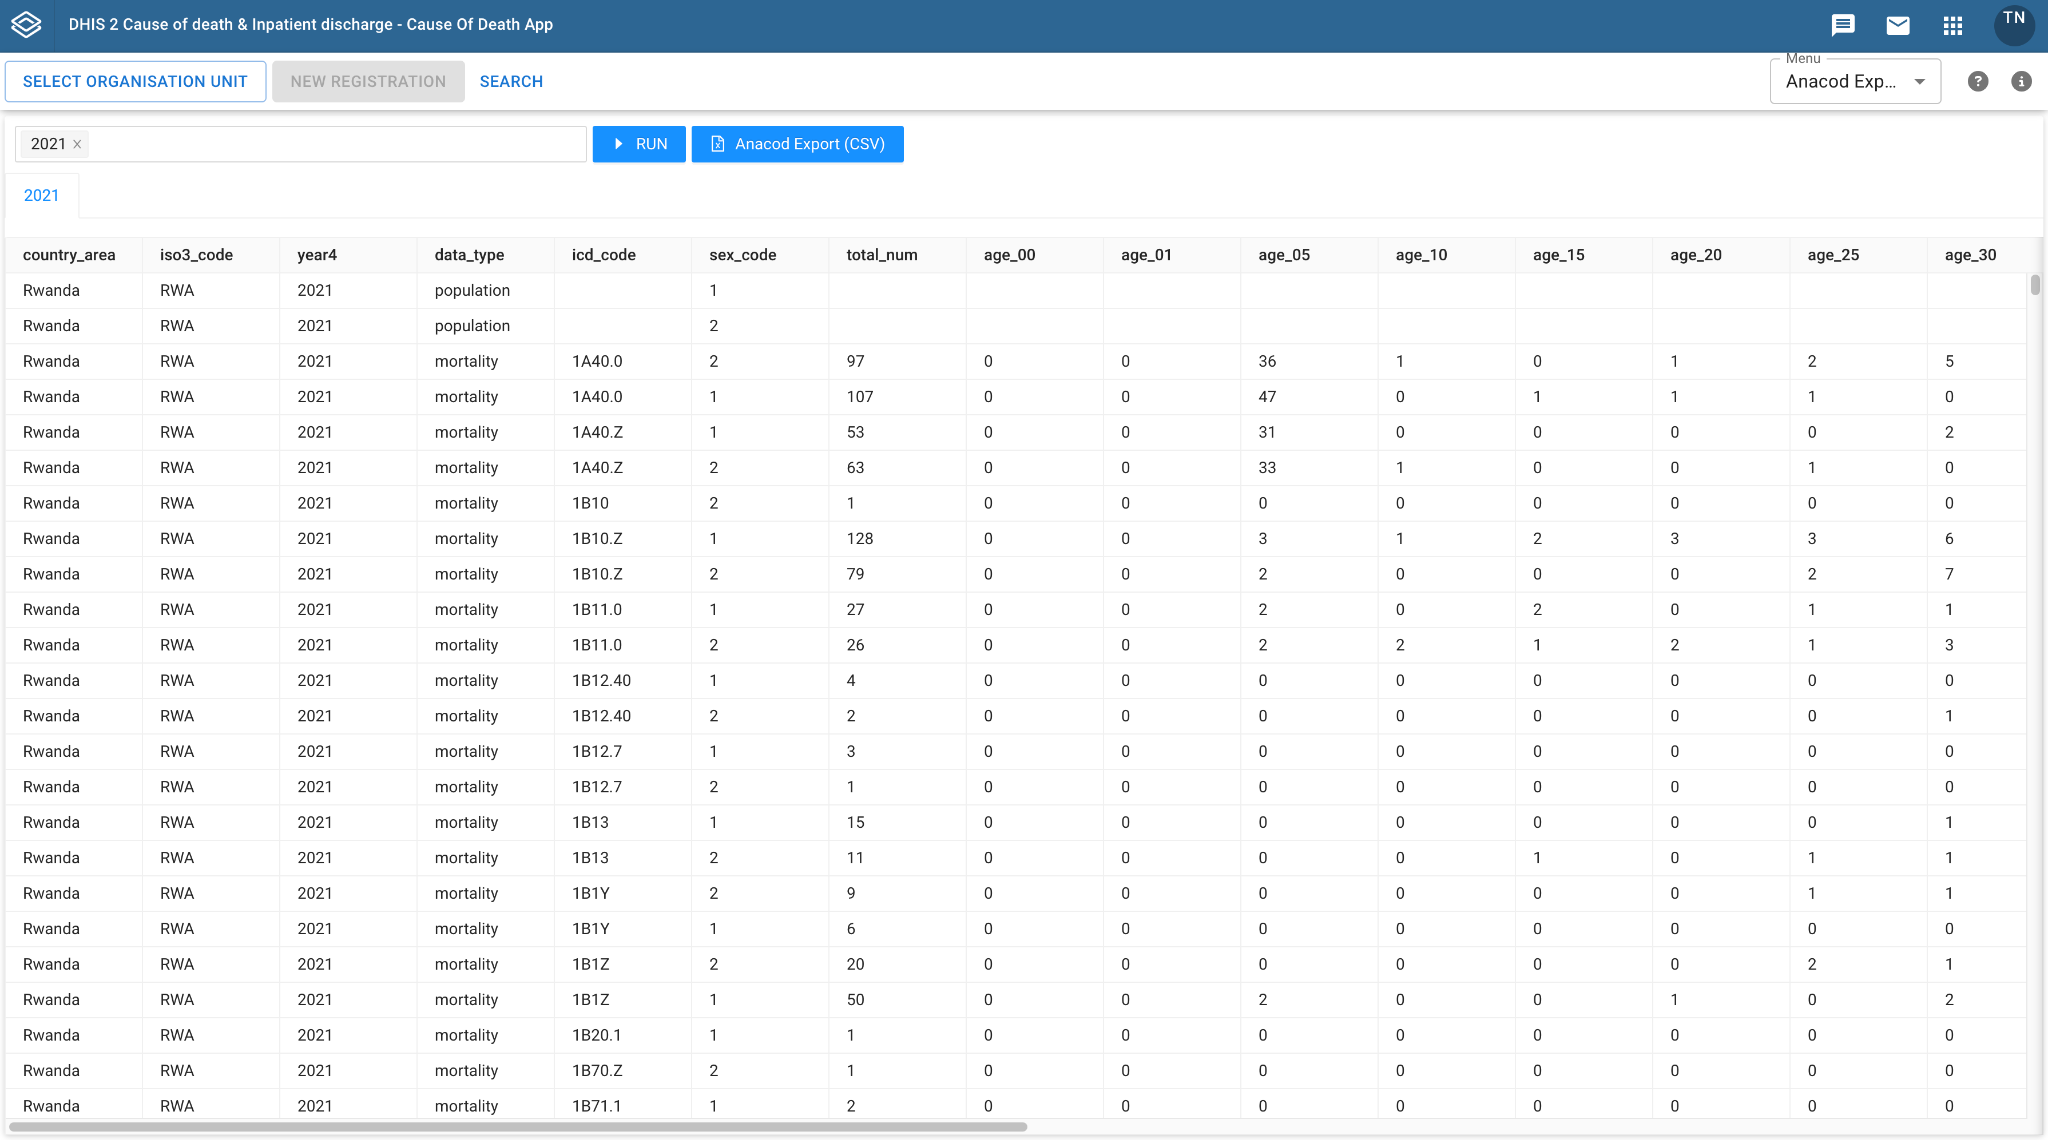 DHIS 2 Cause of death & Inpatient discharge - Cause Of Death App
TN
SELECT ORGANISATION UNIT NEW REGISTRATION SEARCH
Menu
Anacod Exp...
2021
RUN
Anacod Export (CSV)
2021
country_area iso3_code year4 data_type icd_code sex_code total_num age_00 age_01 age_05 age_10 age_15 age_20 age_25 age_30
Rwanda RWA 2021 population 1
Rwanda RWA 2021 population 2
Rwanda RWA 2021 mortality 1A40.0 2 97 0 0 36 1 0 1 2 5
Rwanda RWA 2021 mortality 1A40.0 1 107 0 0 47 0 1 1 1 0
Rwanda RWA 2021 mortality 1A40.Z 1 53 0 0 31 0 0 0 0 2
Rwanda RWA 2021 mortality 1A40.Z 2 63 0 0 33 1 0 0 1 0
Rwanda RWA 2021 mortality 1B10 2 1 0 0 0 0 0 0 0 0
Rwanda RWA 2021 mortality 1B10.Z 1 128 0 0 3 1 2 3 3 6
Rwanda RWA 2021 mortality 1B10.Z 2 79 0 0 2 0 0 0 2 7
Rwanda RWA 2021 mortality 1B11.0 1 27 0 0 2 0 2 0 1 1
Rwanda RWA 2021 mortality 1B11.0 2 26 0 0 2 2 1 2 1 3
Rwanda RWA 2021 mortality 1B12.40 1 4 0 0 0 0 0 0 0 0
Rwanda RWA 2021 mortality 1B12.40 2 2 0 0 0 0 0 0 0 1
Rwanda RWA 2021 mortality 1B12.7 1 3 0 0 0 0 0 0 0 0
Rwanda RWA 2021 mortality 1B12.7 2 1 0 0 0 0 0 0 0 0
Rwanda RWA 2021 mortality 1B13 1 15 0 0 0 0 0 0 0 1
Rwanda RWA 2021 mortality 1B13 2 11 0 0 0 0 1 0 1 1
Rwanda RWA 2021 mortality 1B1Y 2 9 0 0 0 0 0 0 1 1
Rwanda RWA 2021 mortality 1B1Y 1 6 0 0 0 0 0 0 0 0
Rwanda RWA 2021 mortality 1B1Z 2 20 0 0 0 0 0 0 2 1
Rwanda RWA 2021 mortality 1B1Z 1 50 0 0 2 0 0 1 0 2
Rwanda RWA 2021 mortality 1B20.1 1 1 0 0 0 0 0 0 0 0
Rwanda RWA 2021 mortality 1B70.Z 2 1 0 0 0 0 0 0 0 0
Rwanda RWA 2021 mortality 1B71.1 1 2 0 0 0 0 0 0 0 0